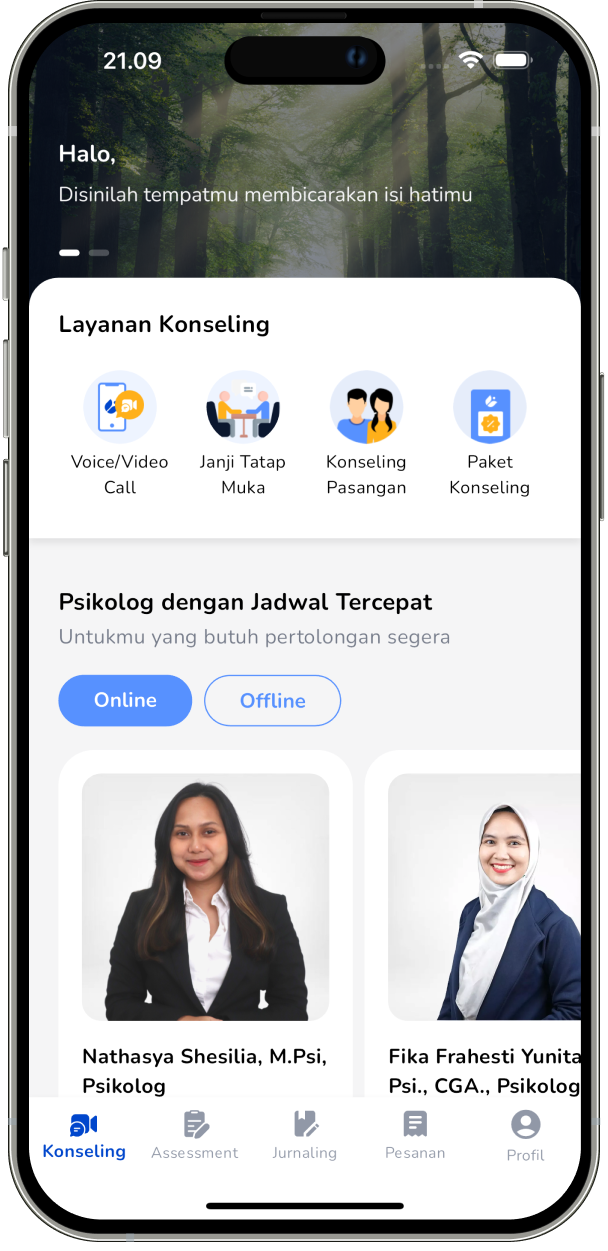 21.09
Halo,
Disinilah tempatmu membicarakan isi hatimu
Layanan Konseling
Voice/Video
Call
Janji Tatap
Muka
Konseling
Pasangan
Paket
Konseling
Psikolog dengan Jadwal Tercepat
Untukmu yang butuh pertolongan segera
Online
Offline
Nathasya Shesilia, M.Psi,
Psikolog
Fika Frahesti Yunita
Psi., CGA., Psikolog
Konseling
Assessment
Jurnaling
Pesanan
Profil